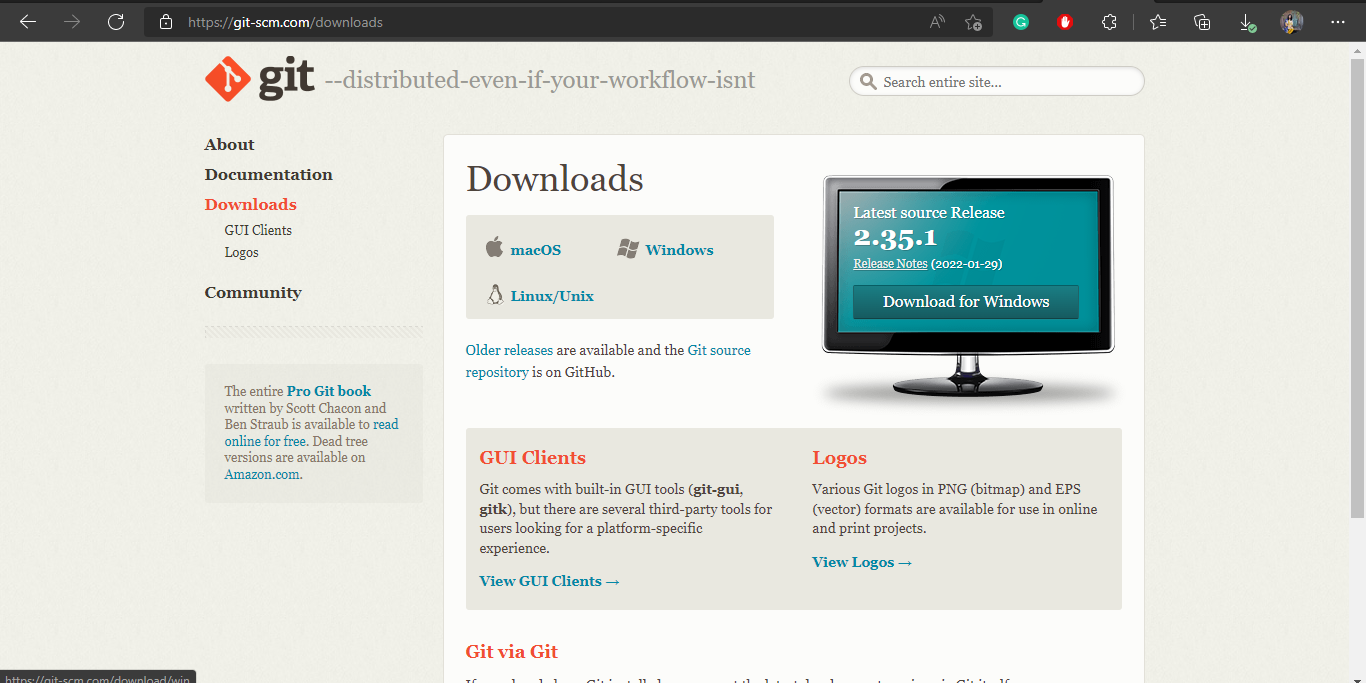 https://git-scm.com/downloads
git --distributed-even-if-your-workflow-isnt
Search entire site...
About
Documentation
Downloads
GUI Clients
Logos
Community
The entire Pro Git book
written by Scott Chacon and
Ben Straub is available to read
online for free. Dead tree
versions are available on
Amazon.com.
Downloads
macOS
Windows
Linux/Unix
Older releases are available and the Git source
repository is on GitHub.
Latest source Release
2.35.1
Release Notes (2022-01-29)
Download for Windows
GUI Clients
Git comes with built-in GUI tools (git-gui,
gitk), but there are several third-party tools for
users looking for a platform-specific
experience.
View GUI Clients →
Logos
Various Git logos in PNG (bitmap) and EPS
(vector) formats are available for use in online
and print projects.
View Logos →
Git via Git
https://git-scm.com/download/win